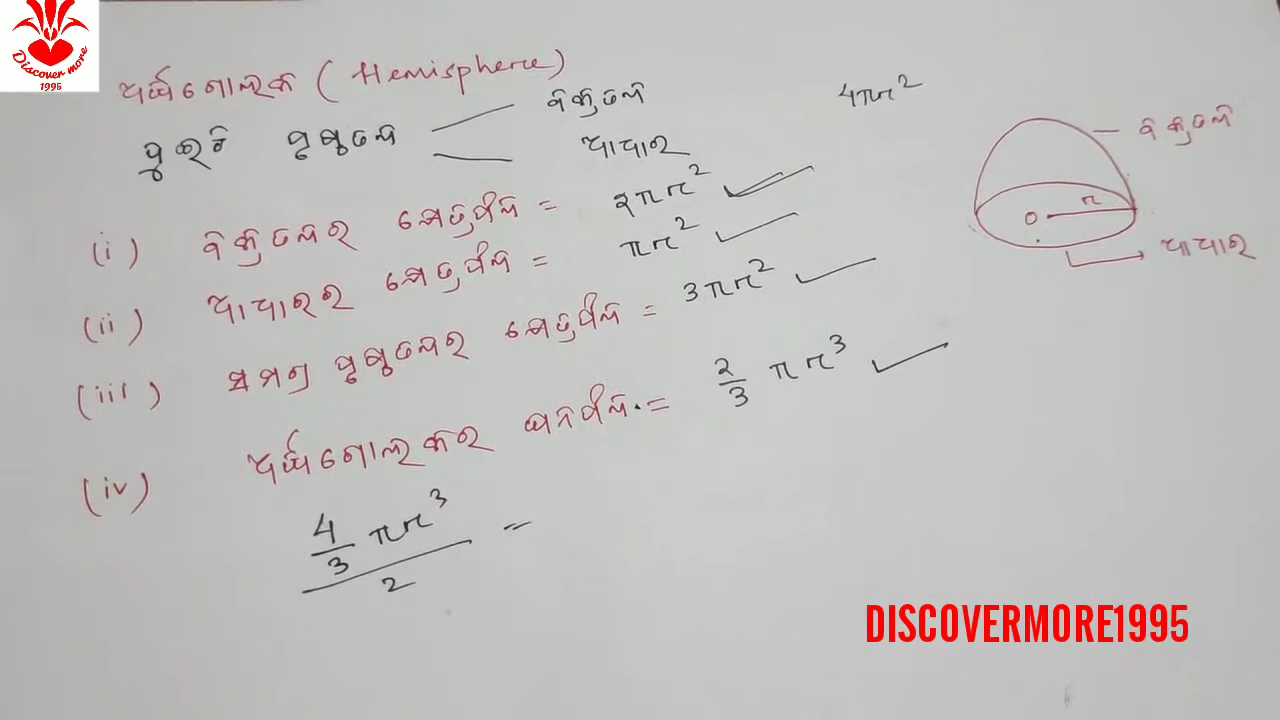 Discover more
1995
ଅର୍ଦ୍ଧଗୋଲକ (Hemisphere)
ଦୁଇଟି ପୃଷ୍ଠତଳ
ବକ୍ରତଳ
ଆଧାର
4πr²
(i) ବକ୍ରତଳର କ୍ଷେତ୍ରଫଳ = 2πr²
(ii) ଆଧାରର କ୍ଷେତ୍ରଫଳ = πr²
(iii) ସମଗ୍ର ପୃଷ୍ଠତଳର କ୍ଷେତ୍ରଫଳ = 3πr²
(iv) ଅର୍ଦ୍ଧଗୋଲକର ଘନଫଳ = 2/3 πr³
4/3 πr³ / 2 =
ବକ୍ରତଳ
O r
ଆଧାର
DISCOVERMORE1995